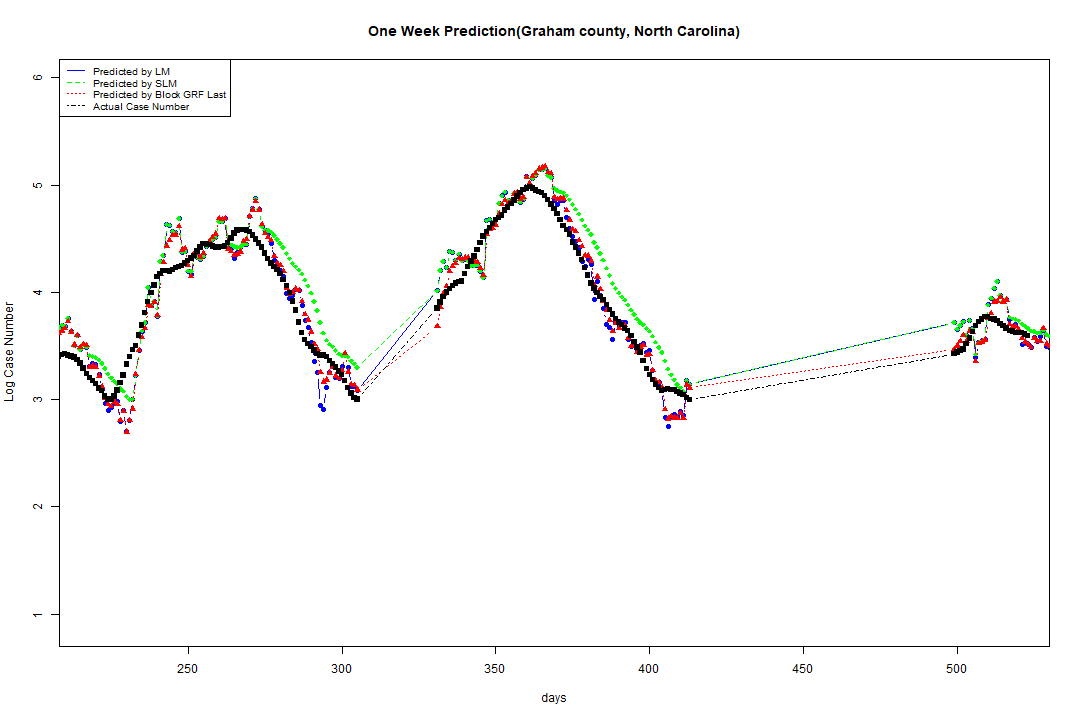 One Week Prediction(Graham county, North Carolina)
Predicted by LM
Predicted by SLM
Predicted by Block GRF Last
Actual Case Number
6
5
4
3
2
1
Log Case Number
250 300 350 400 450 500
days